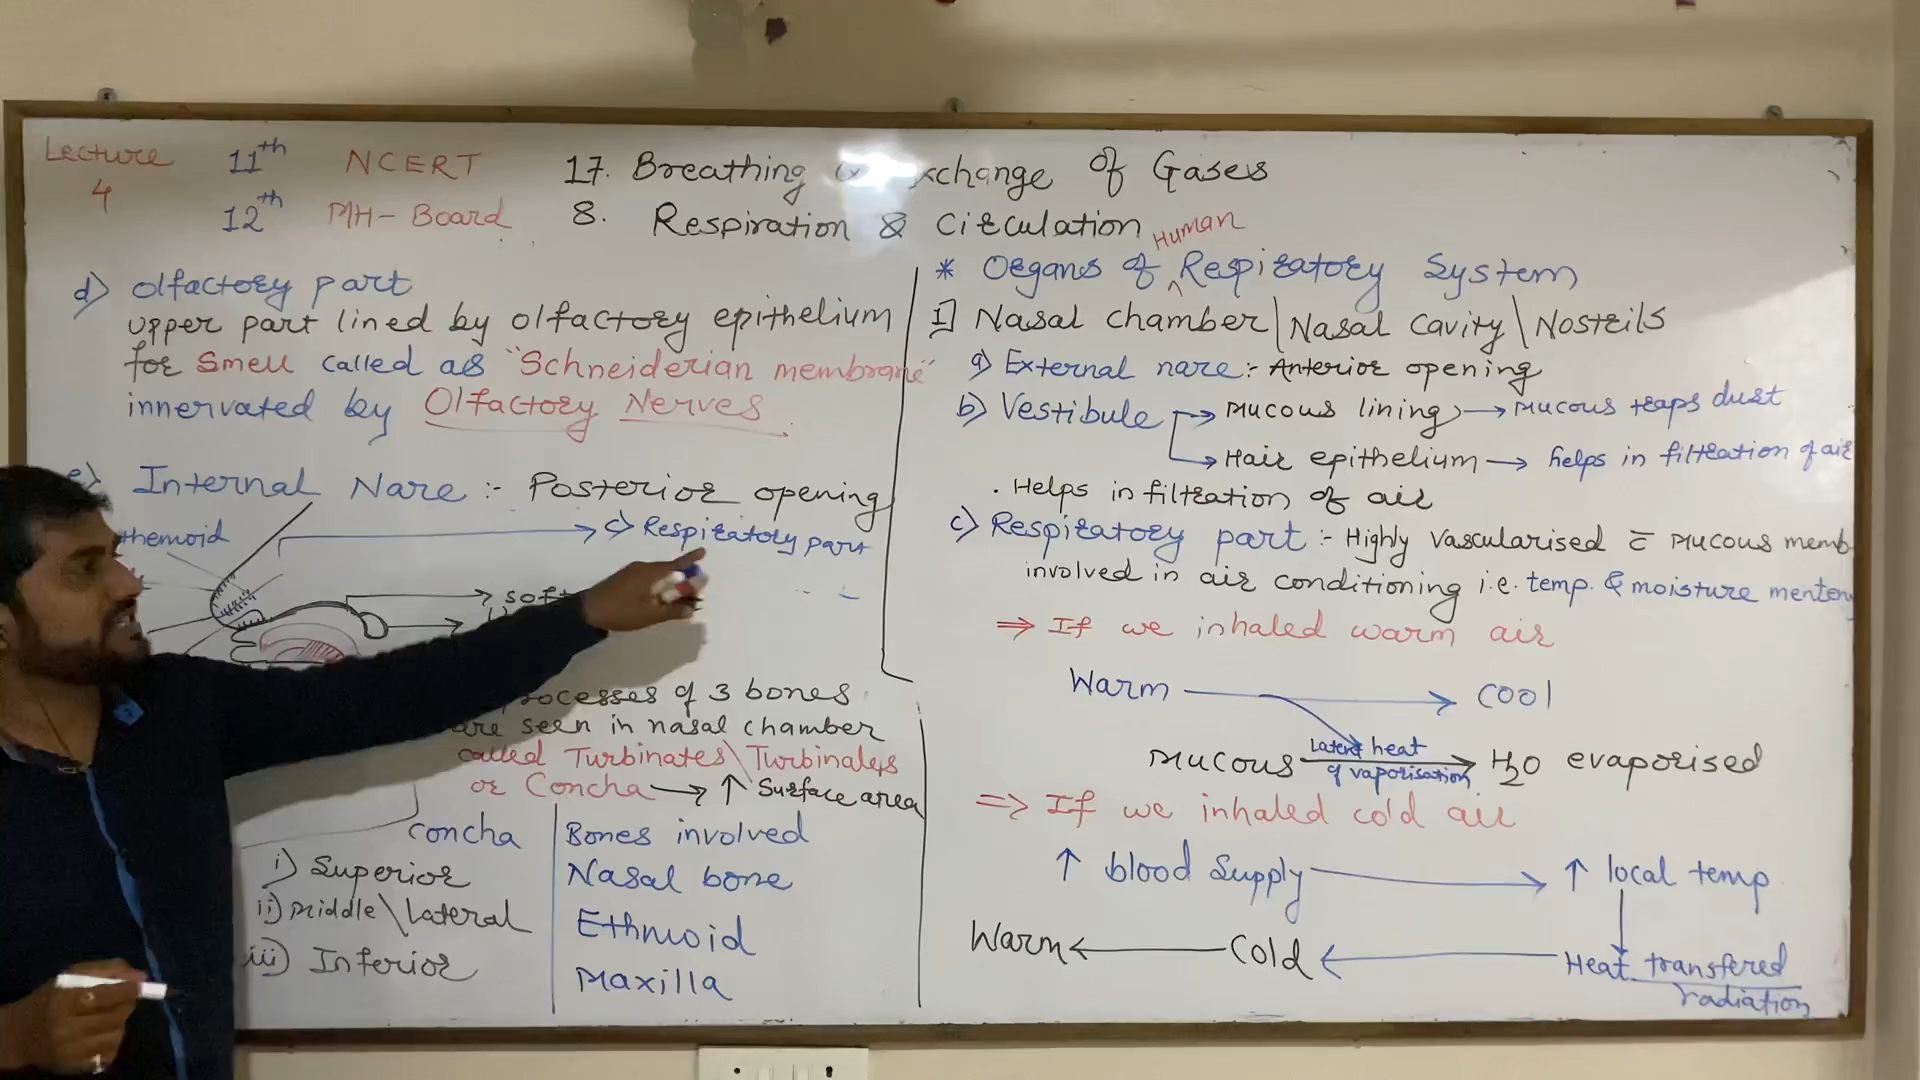 Lecture 4
11th NCERT 17. Breathing & Exchange of Gases
12th MH-Board 8. Respiration & Circulation
d) Olfactory part
upper part lined by olfactory epithelium
for smell called as "Schneiderian membrane"
innervated by Olfactory Nerves
e) Internal Nare :- Posterior opening
c) Respiratory part
themoid
soft
rocesses of 3 bones
are seen in nasal chamber
called Turbinates\Turbinals
or Concha → ↑ Surface area
Concha | Bones involved
i) Superior | Nasal bone
ii) Middle\Lateral | Ethmoid
iii) Inferior | Maxilla
* Organs of Human Respiratory System
I] Nasal chamber|Nasal Cavity\Nostrils
a) External nare :- Anterior opening
b) Vestibule → Mucous lining → Mucous traps dust
→ Hair epithelium → helps in filtration of air
. Helps in filtration of air
c) Respiratory part :- Highly vascularised c̄ Mucous memb
involved in air conditioning i.e. temp. & moisture menten
⇒ If we inhaled warm air
Warm → Cool
Mucous Latent heat of vaporisation → H2O evaporised
⇒ If we inhaled cold air
↑ blood supply → ↑ local temp
Warm ← Cold ← Heat transfered
radiation